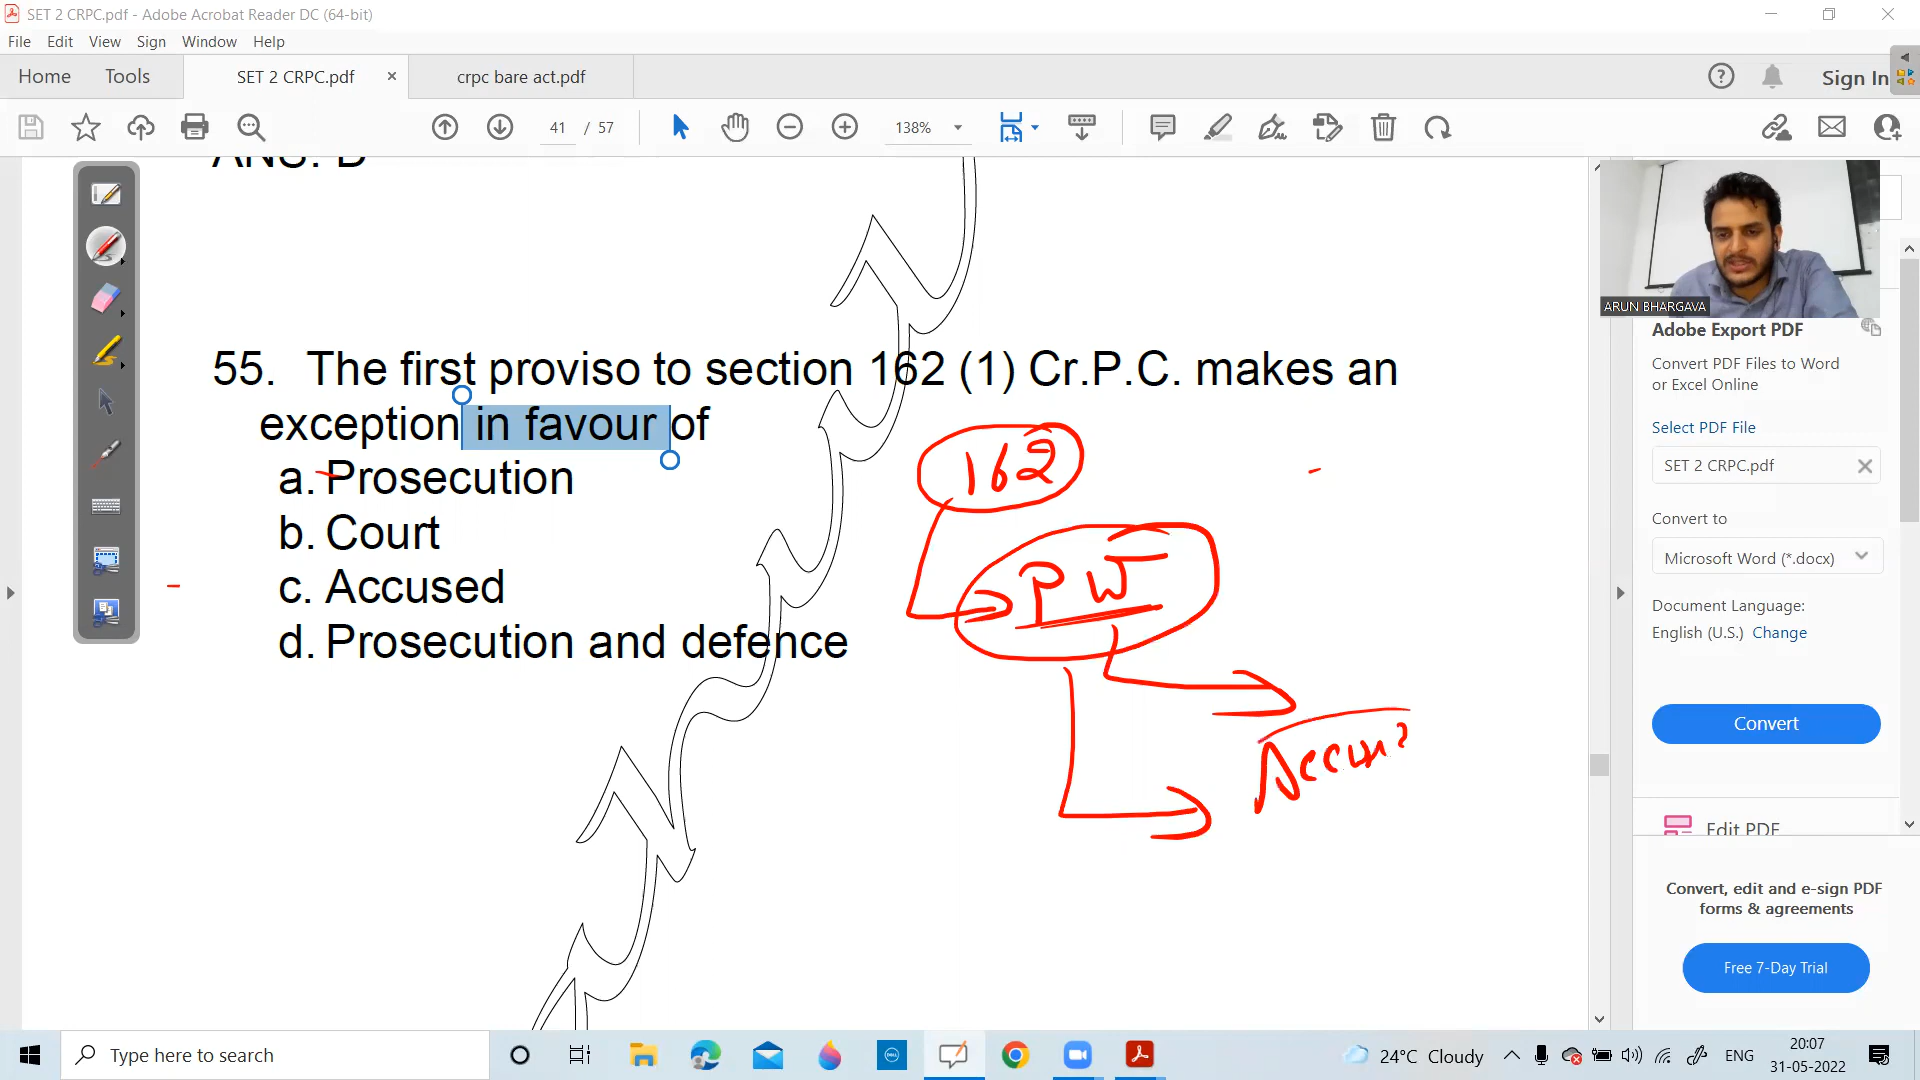 SET 2 CRPC.pdf - Adobe Acrobat Reader DC (64-bit)
File Edit View Sign Window Help
Home Tools SET 2 CRPC.pdf crpc bare act.pdf Sign In
41 / 57 138%
ANS: D
55. The first proviso to section 162 (1) Cr.P.C. makes an
exception in favour of
a. Prosecution
b. Court
c. Accused
d. Prosecution and defence
162
PW
ARUN BHARGAVA
Adobe Export PDF
Convert PDF Files to Word
or Excel Online
Select PDF File
SET 2 CRPC.pdf
Convert to
Microsoft Word (*.docx)
Document Language:
English (U.S.) Change
Convert
Edit PDF
Convert, edit and e-sign PDF
forms & agreements
Free 7-Day Trial
Type here to search
DELL
24°C Cloudy
ENG
20:07
31-05-2022